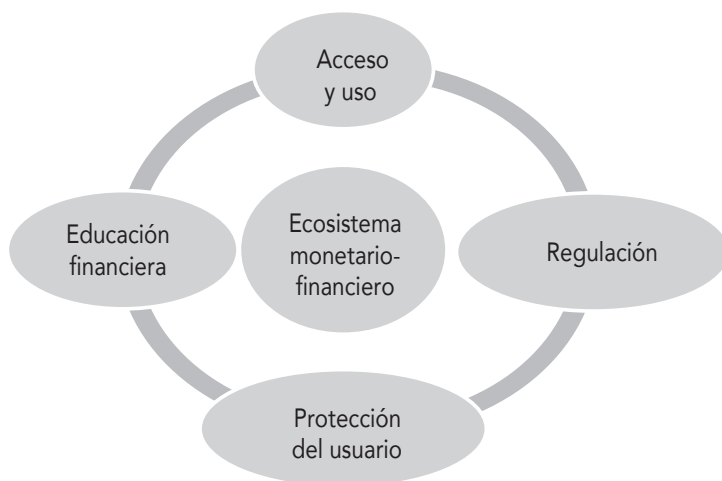 Acceso
y uso
Educación
financiera
Ecosistema
monetario-
financiero
Regulación
Protección
del usuario